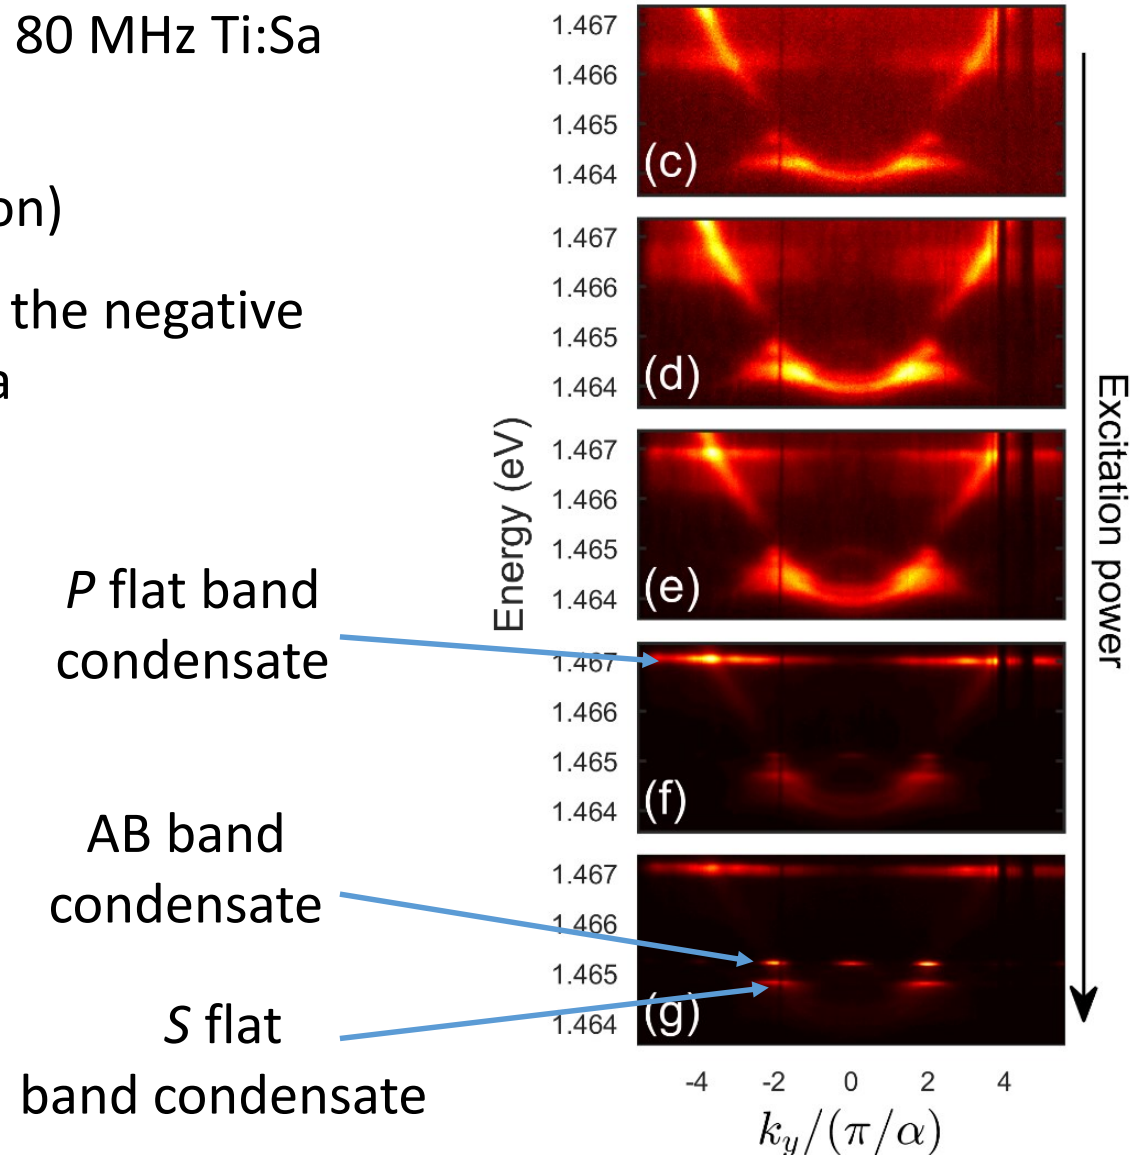 80 MHz Ti:Sa
on)
the negative
a
P flat band
condensate
AB band
condensate
S flat
band condensate
Energy (eV)
1.467
1.466
1.465
1.464
(c)
1.467
1.466
1.465
1.464
(d)
1.467
1.466
1.465
1.464
(e)
1.467
1.466
1.465
1.464
(f)
1.467
1.466
1.465
1.464
(g)
-4 -2 0 2 4
k_y/(π/α)
Excitation power